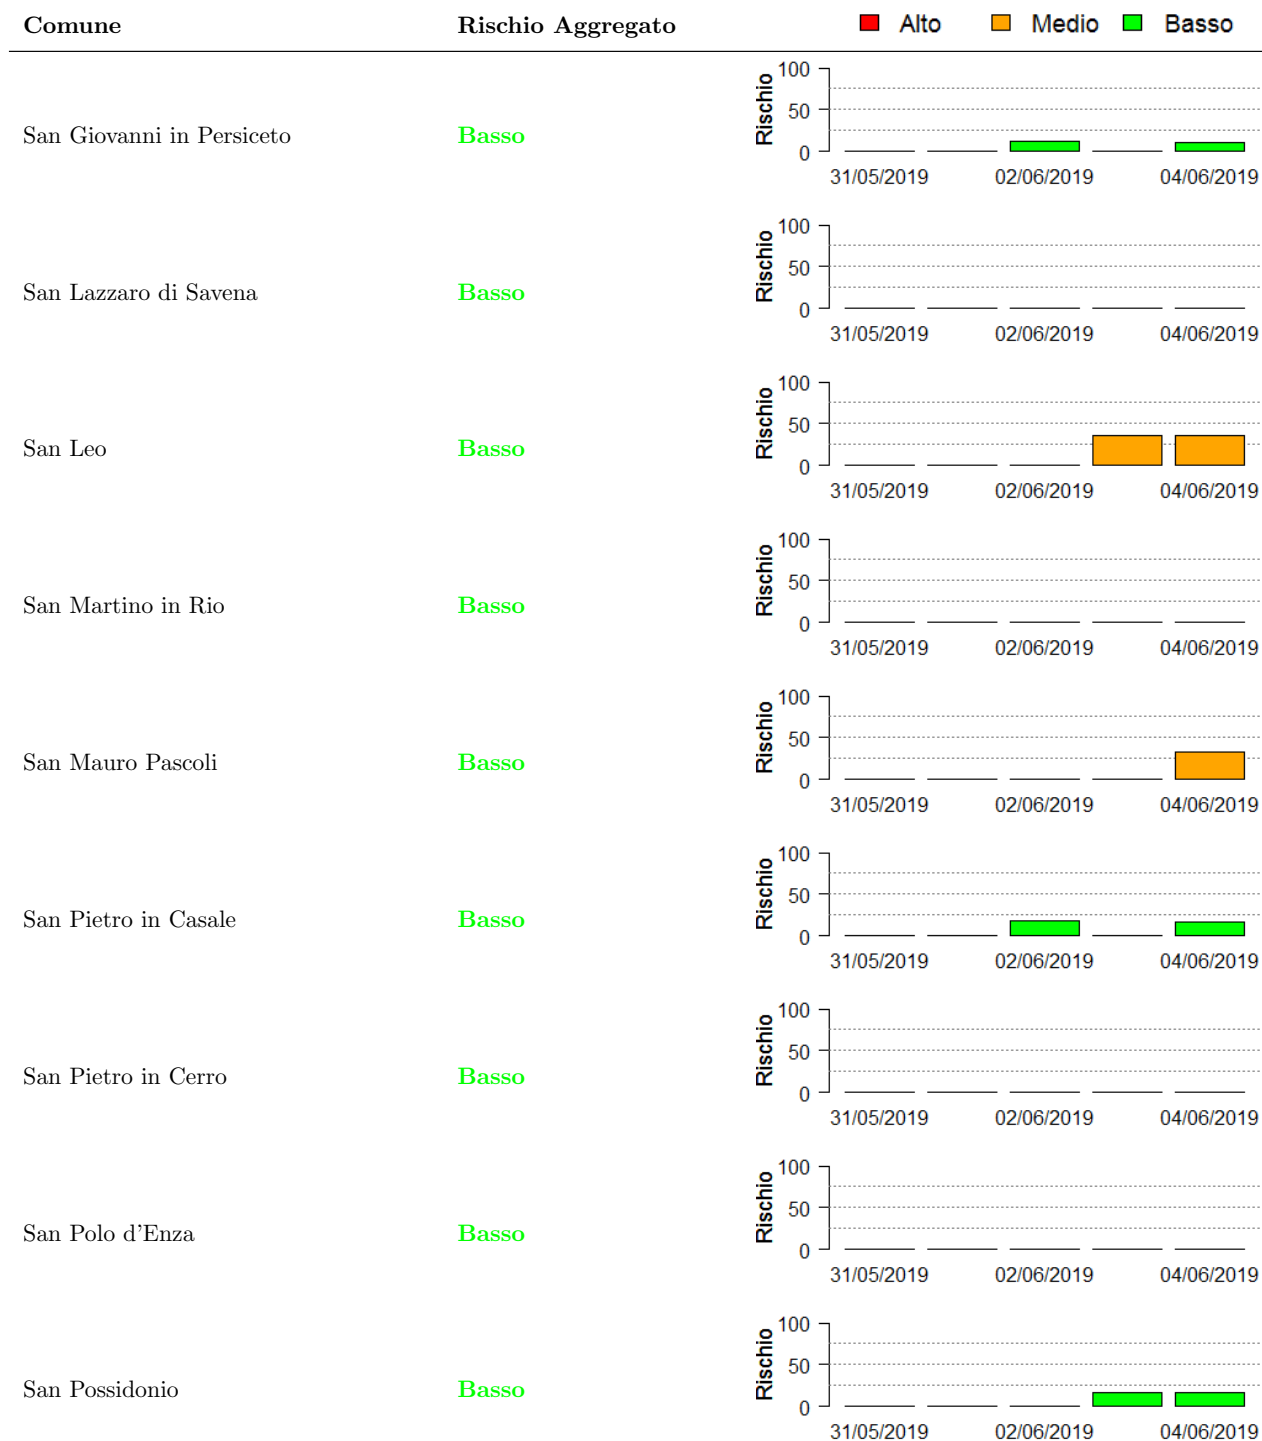 Comune Rischio Aggregato Alto Medio Basso
100
50
0
Rischio
San Giovanni in Persiceto Basso
31/05/2019 02/06/2019 04/06/2019
100
50
0
Rischio
San Lazzaro di Savena Basso
31/05/2019 02/06/2019 04/06/2019
100
50
0
Rischio
San Leo Basso
31/05/2019 02/06/2019 04/06/2019
100
50
0
Rischio
San Martino in Rio Basso
31/05/2019 02/06/2019 04/06/2019
100
50
0
Rischio
San Mauro Pascoli Basso
31/05/2019 02/06/2019 04/06/2019
100
50
0
Rischio
San Pietro in Casale Basso
31/05/2019 02/06/2019 04/06/2019
100
50
0
Rischio
San Pietro in Cerro Basso
31/05/2019 02/06/2019 04/06/2019
100
50
0
Rischio
San Polo d'Enza Basso
31/05/2019 02/06/2019 04/06/2019
100
50
0
Rischio
San Possidonio Basso
31/05/2019 02/06/2019 04/06/2019